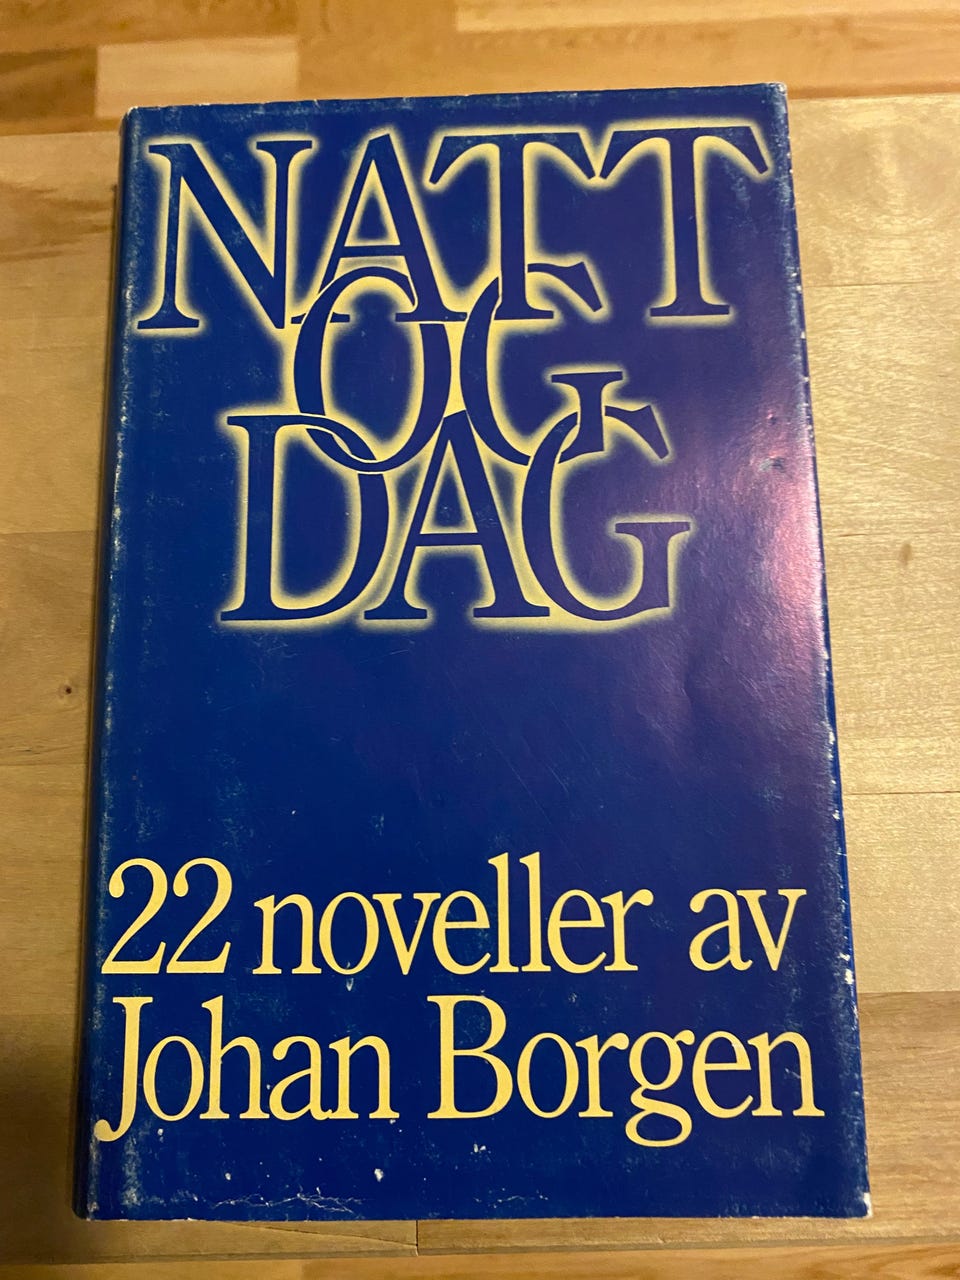 NATT
OG
DAG
22 noveller av
Johan Borgen